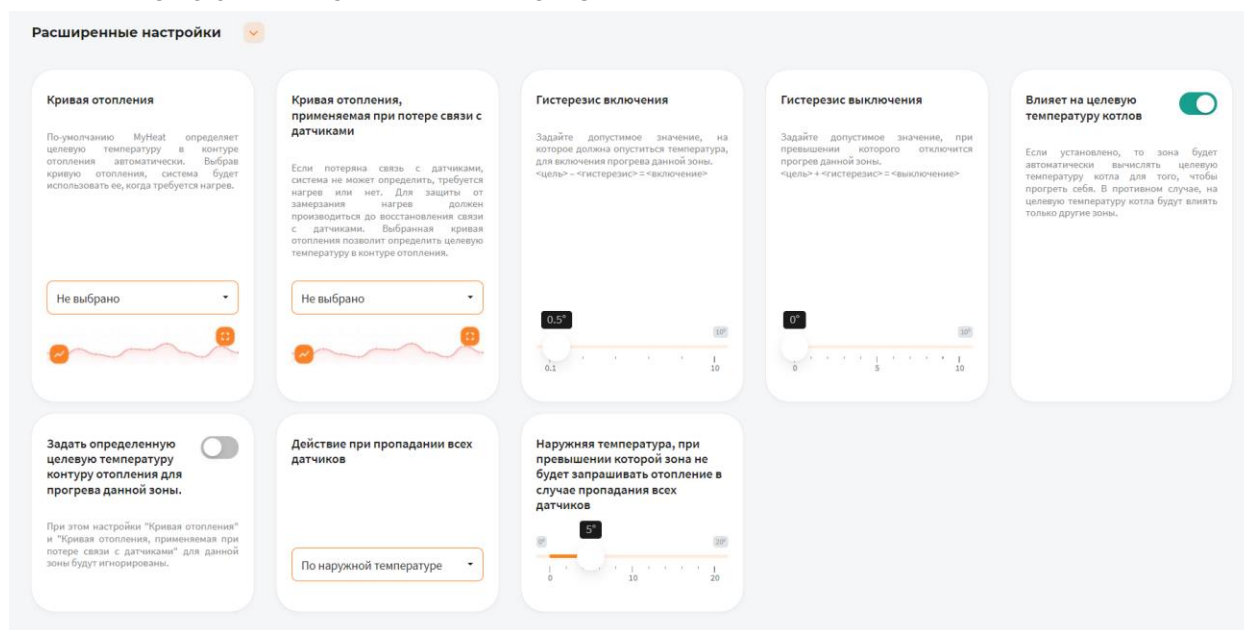 Расширенные настройки
Кривая отопления
По-умолчанию MyHeat определяет
целевую температуру в контуре
отопления автоматически. Выбрав
кривую отопления, система будет
использовать ее, когда требуется нагрев.
Не выбрано
Кривая отопления,
применяемая при потере связи с
датчиками
Если потеряна связь с датчиками,
система не может определить, требуется
нагрев или нет. Для защиты от
замерзания нагрев должен
производиться до восстановления связи
с датчиками. Выбранная кривая
отопления позволит определить целевую
температуру в контуре отопления.
Не выбрано
Гистерезис включения
Задайте допустимое значение, на
которое должна опуститься температура,
для включения прогрева данной зоны.
<цель> – <гистерезис> = <включение>
0.5°
10°
0.1 10
Гистерезис выключения
Задайте допустимое значение, при
превышении которого отключится
прогрев данной зоны.
<цель> + <гистерезис> = <выключение>
0°
10°
0 5 10
Влияет на целевую
температуру котлов
Если установлено, то зона будет
автоматически вычислять целевую
температуру котла для того, чтобы
прогреть себя. В противном случае, на
целевую температуру котла будут влиять
только другие зоны.
Задать определенную
целевую температуру
контуру отопления для
прогрева данной зоны.
При этом настройки "Кривая отопления"
и "Кривая отопления, применяемая при
потере связи с датчиками" для данной
зоны будут игнорированы.
Действие при пропадании всех
датчиков
По наружной температуре
Наружняя температура, при
превышении которой зона не
будет запрашивать отопление в
случае пропадания всех
датчиков
5°
0° 20°
0 10 20